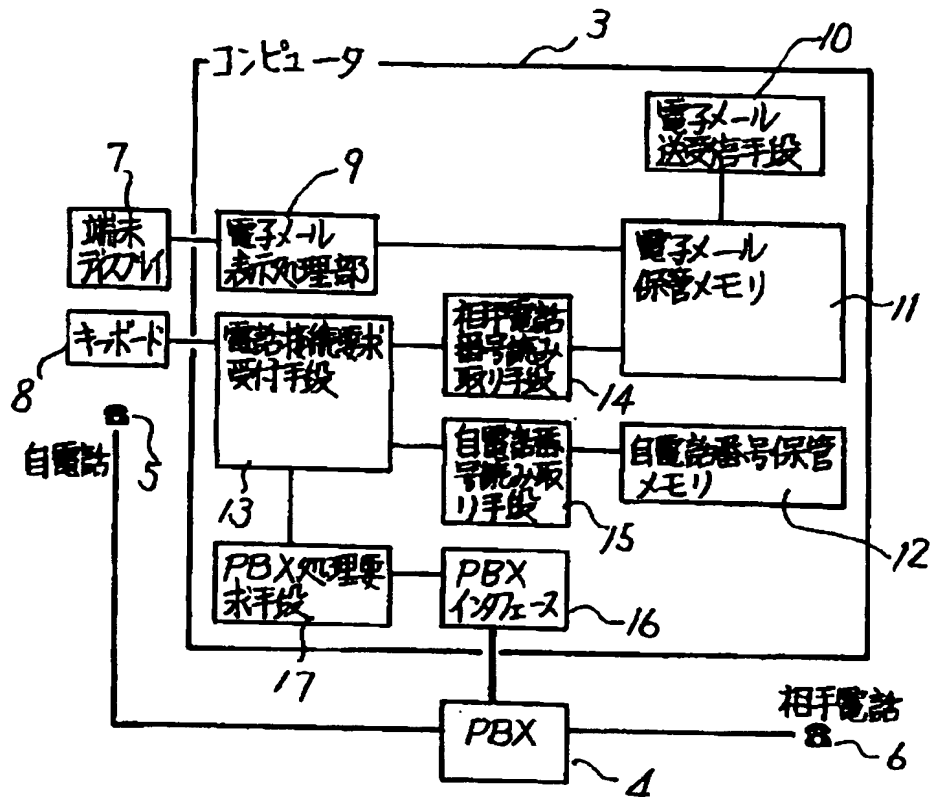 3
コンピュータ
10
電子メール
送受信手段
7
9
端末
ディスプレイ
電子メール
表示処理部
電子メール
保管メモリ
11
キーボード
8
電話接続要求
受付手段
相手電話
番号読み
取り手段
14
5
自電話
13
自電話番
号読み取
り手段
15
自電話番号保管
メモリ
12
PBX処理要
求手段
17
PBX
インタフェース
16
PBX
4
相手電話
6